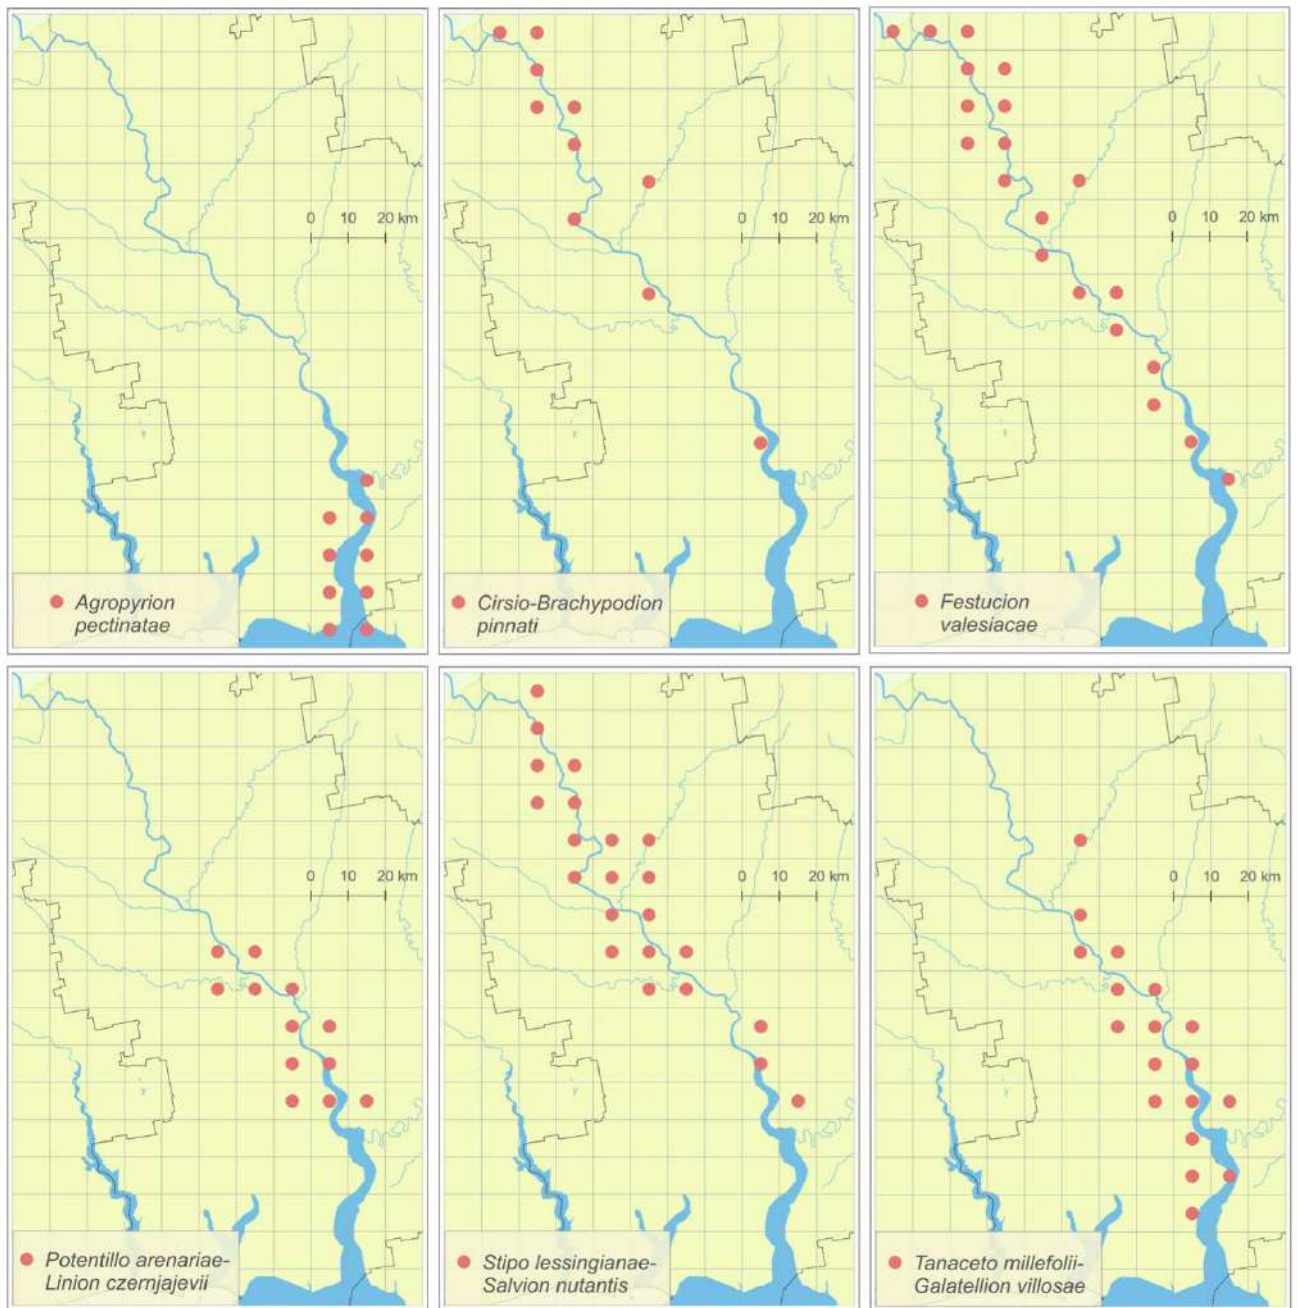 0 10 20 km
Agropyrion
pectinatae
0 10 20 km
Cirsio-Brachypodion
pinnati
0 10 20 km
Festucion
valesiacae
0 10 20 km
Potentillo arenariae-
Linion czernjajevii
0 10 20 km
Stipo lessingianae-
Salvion nutantis
0 10 20 km
Tanaceto millefolii-
Galatellion villosae